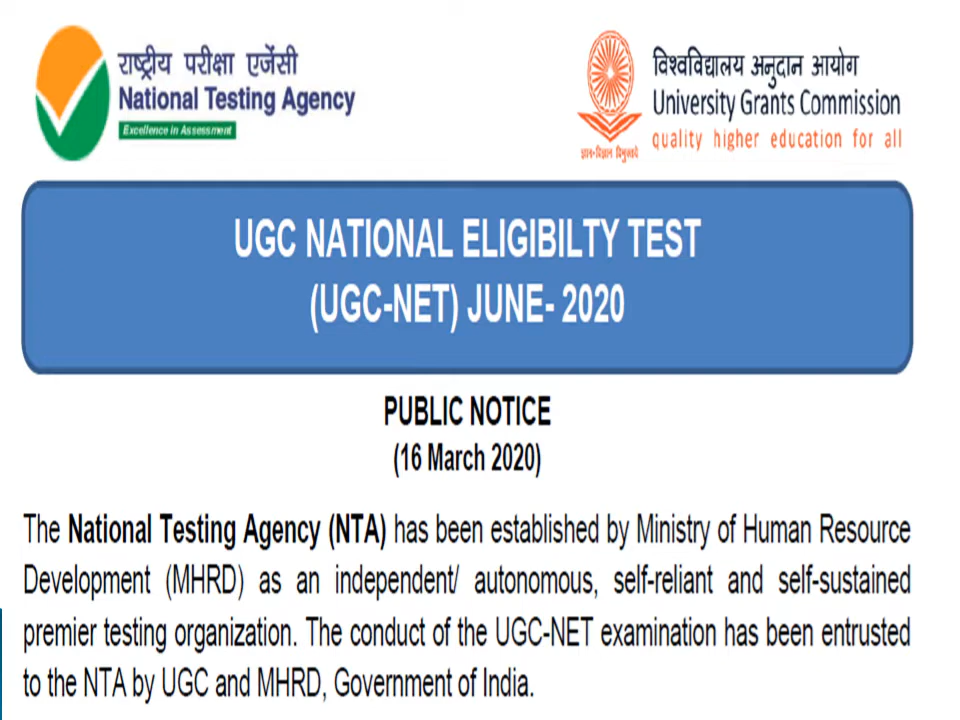 राष्ट्रीय परीक्षा एजेंसी
National Testing Agency
Excellence in Assessment
विश्वविद्यालय अनुदान आयोग
University Grants Commission
quality higher education for all
ज्ञान-विज्ञान विमुक्तये
UGC NATIONAL ELIGIBILTY TEST
(UGC-NET) JUNE- 2020
PUBLIC NOTICE
(16 March 2020)
The National Testing Agency (NTA) has been established by Ministry of Human Resource
Development (MHRD) as an independent/ autonomous, self-reliant and self-sustained
premier testing organization. The conduct of the UGC-NET examination has been entrusted
to the NTA by UGC and MHRD, Government of India.